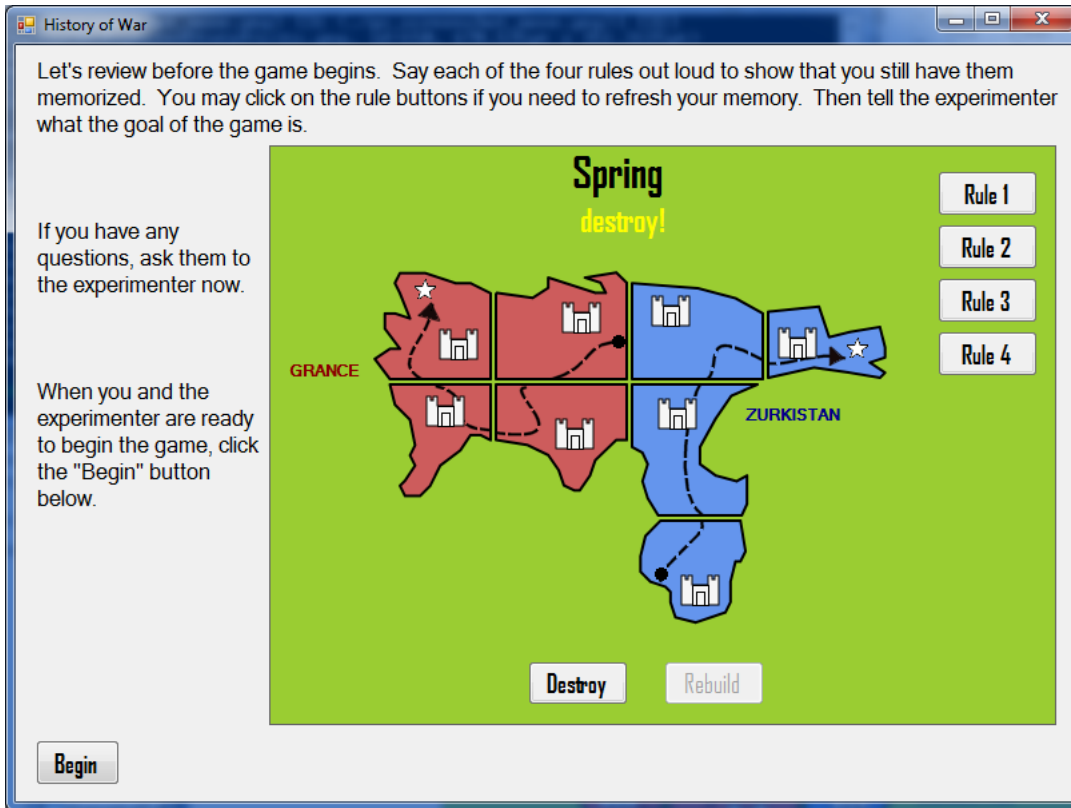 History of War
Let's review before the game begins.  Say each of the four rules out loud to show that you still have them
memorized.  You may click on the rule buttons if you need to refresh your memory.  Then tell the experimenter
what the goal of the game is.
If you have any
questions, ask them to
the experimenter now.
When you and the
experimenter are ready
to begin the game, click
the "Begin" button
below.
Spring
destroy!
Rule 1
Rule 2
Rule 3
Rule 4
GRANCE
ZURKISTAN
Destroy
Rebuild
Begin